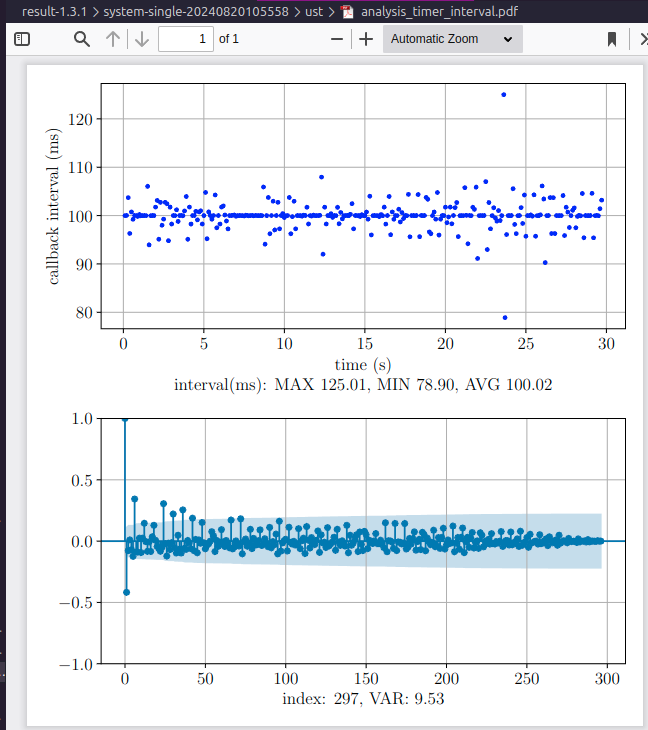 result-1.3.1 > system-single-20240820105558 > ust > analysis_timer_interval.pdf
1 of 1 Automatic Zoom
callback interval (ms)
120
110
100
90
80
0 5 10 15 20 25 30
time (s)
interval(ms): MAX 125.01, MIN 78.90, AVG 100.02
1.0
0.5
0.0
−0.5
−1.0
0 50 100 150 200 250 300
index: 297, VAR: 9.53